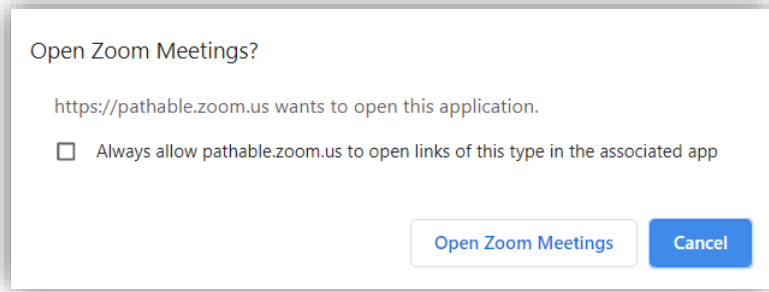 Open Zoom Meetings?
https://pathable.zoom.us wants to open this application.
Always allow pathable.zoom.us to open links of this type in the associated app
Open Zoom Meetings
Cancel